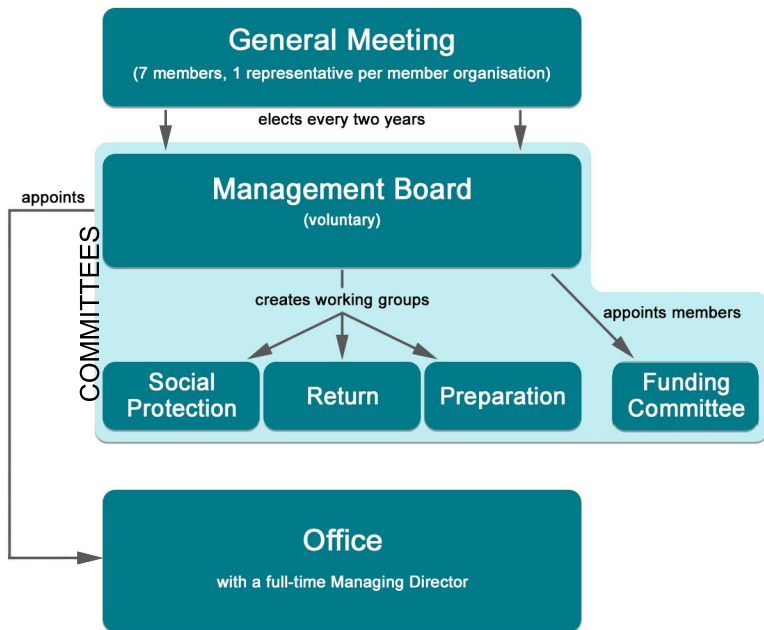 General Meeting
(7 members, 1 representative per member organisation)
elects every two years
Management Board
(voluntary)
appoints
COMMITTEES
creates working groups
appoints members
Social
Protection
Return
Preparation
Funding
Committee
Office
with a full-time Managing Director